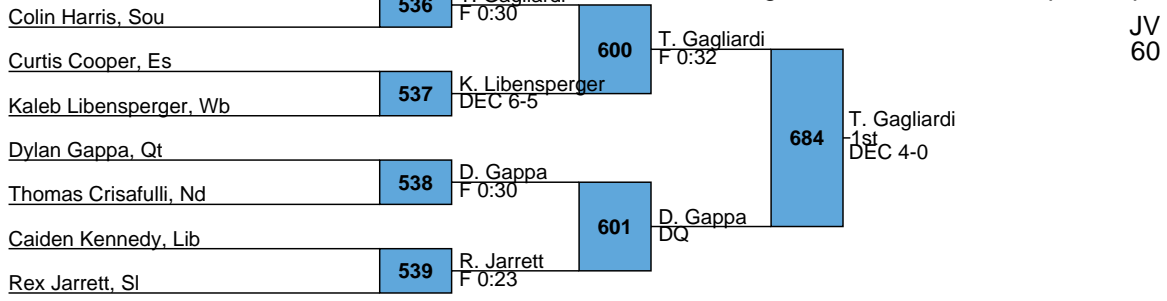 536
F 0:30
Colin Harris, Sou
JV
60
600
T. Gagliardi
F 0:32
Curtis Cooper, Es
537
K. Libensperger
DEC 6-5
Kaleb Libensperger, Wb
684
T. Gagliardi
1st
DEC 4-0
Dylan Gappa, Qt
538
D. Gappa
F 0:30
Thomas Crisafulli, Nd
601
D. Gappa
DQ
Caiden Kennedy, Lib
539
R. Jarrett
F 0:23
Rex Jarrett, Sl